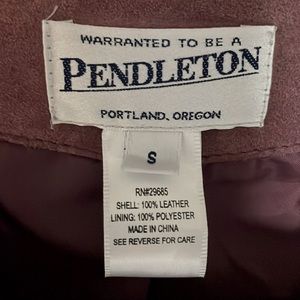 WARRANTED TO BE A
PENDLETON
PORTLAND, OREGON
S
RN#29685
SHELL: 100% LEATHER
LINING: 100% POLYESTER
MADE IN CHINA
SEE REVERSE FOR CARE